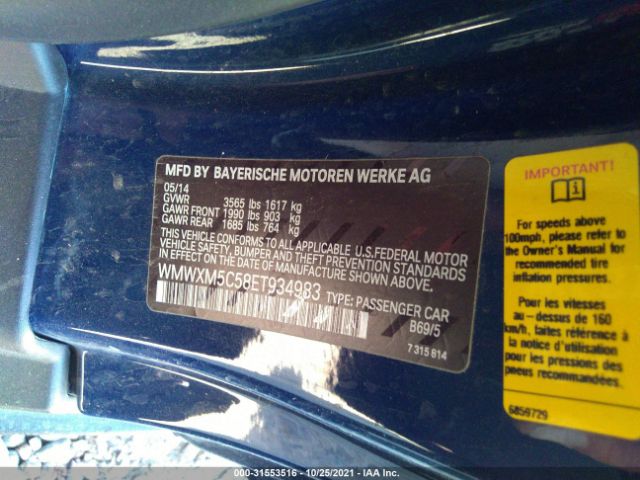 MFD BY BAYERISCHE MOTOREN WERKE AG
05/14
GVWR 3565 lbs 1617 kg
GAWR FRONT 1990 lbs 903 kg
GAWR REAR 1685 lbs 764 kg
THIS VEHICLE CONFORMS TO ALL APPLICABLE U.S.FEDERAL MOTOR
VEHICLE SAFETY, BUMPER, AND THEFT PREVENTION STANDARDS
IN EFFECT ON THE DATE OF MANUFACTURE SHOWN ABOVE.
WMWXM5C58ET934983 TYPE: PASSENGER CAR
B69/5
7 315 814
IMPORTANT!
For speeds above
100mph, please refer to
the Owner's Manual for
recommended tire
inflation pressures.
Pour les vitesses
au-dessus de 160
km/h, faites référence à
la notice d'utilisation
pour les pressions de
pneu recommandées.
6859729
000-31553516 - 10/25/2021 - IAA Inc.